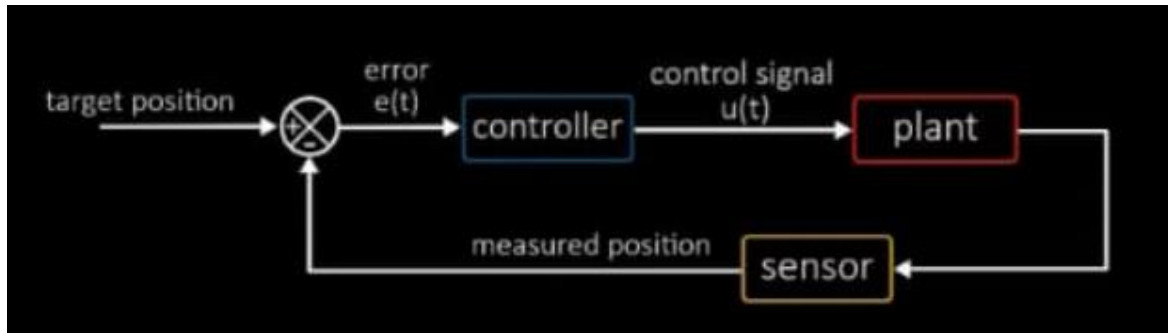 target position
error
e(t)
controller
control signal
u(t)
plant
+
-
measured position
sensor